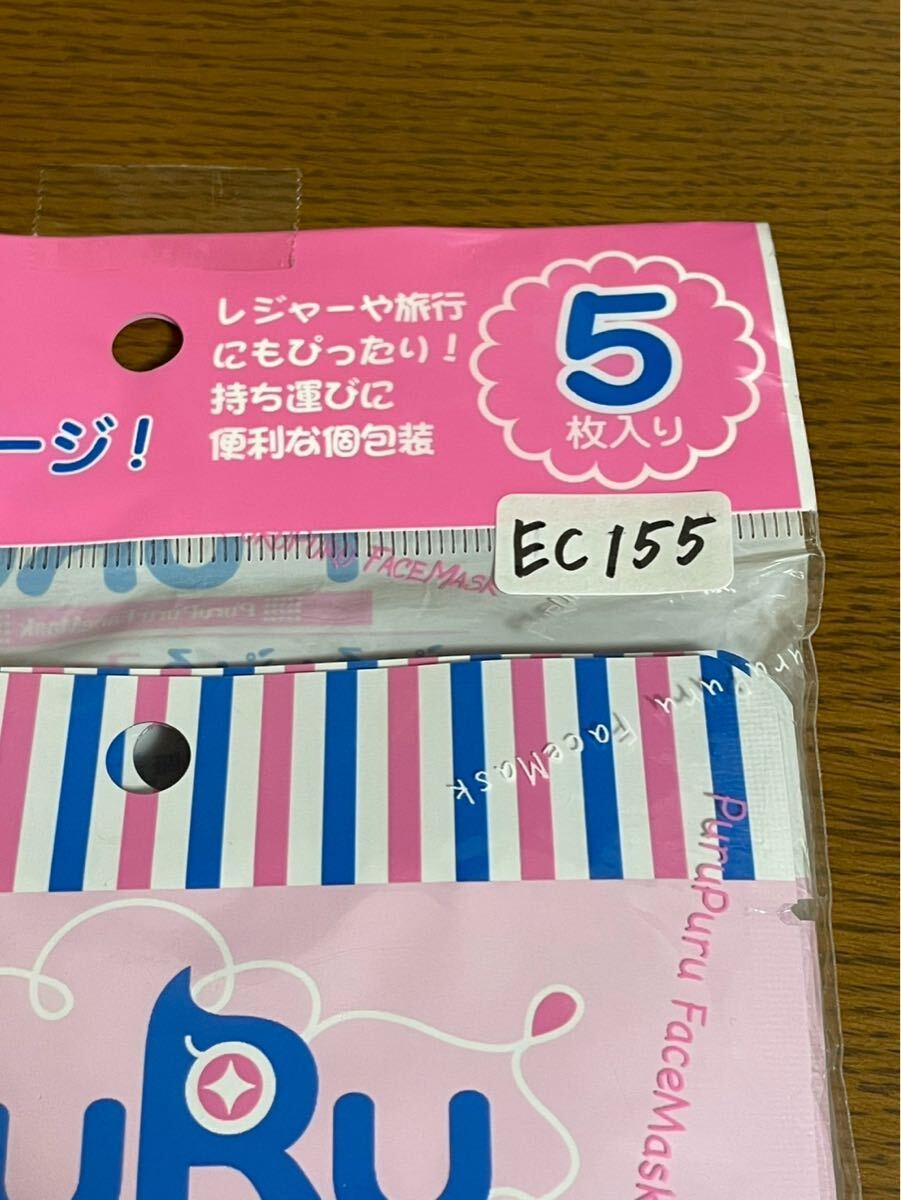 レジャーや旅行
にもぴったり!
持ち運びに
便利な個包装
5
枚入り
ージ!
EC155
PuruPuru FaceMask
PuruPuru FaceMask
PuruPuru FaceMask
PuruPuru FaceMask
uRu